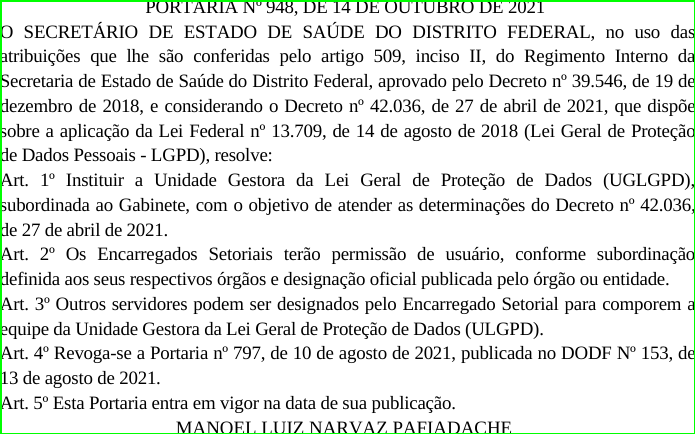 PORTARIA Nº 948, DE 14 DE OUTUBRO DE 2021
O SECRETÁRIO DE ESTADO DE SAÚDE DO DISTRITO FEDERAL, no uso das
atribuições que lhe são conferidas pelo artigo 509, inciso II, do Regimento Interno da
Secretaria de Estado de Saúde do Distrito Federal, aprovado pelo Decreto nº 39.546, de 19 de
dezembro de 2018, e considerando o Decreto nº 42.036, de 27 de abril de 2021, que dispõe
sobre a aplicação da Lei Federal nº 13.709, de 14 de agosto de 2018 (Lei Geral de Proteção
de Dados Pessoais - LGPD), resolve:
Art. 1º Instituir a Unidade Gestora da Lei Geral de Proteção de Dados (UGLGPD),
subordinada ao Gabinete, com o objetivo de atender as determinações do Decreto nº 42.036,
de 27 de abril de 2021.
Art. 2º Os Encarregados Setoriais terão permissão de usuário, conforme subordinação
definida aos seus respectivos órgãos e designação oficial publicada pelo órgão ou entidade.
Art. 3º Outros servidores podem ser designados pelo Encarregado Setorial para comporem a
equipe da Unidade Gestora da Lei Geral de Proteção de Dados (ULGPD).
Art. 4º Revoga-se a Portaria nº 797, de 10 de agosto de 2021, publicada no DODF Nº 153, de
13 de agosto de 2021.
Art. 5º Esta Portaria entra em vigor na data de sua publicação.
MANOEL LUIZ NARVAZ PAFIADACHE